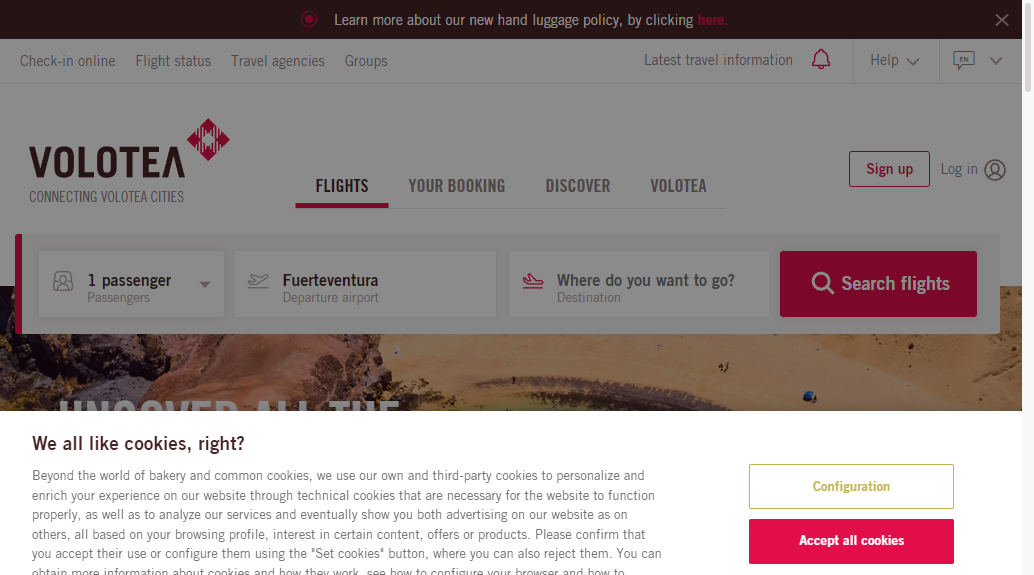 Learn more about our new hand luggage policy, by clicking here.
Check-in online Flight status Travel agencies Groups Latest travel information Help EN
VOLOTEA
CONNECTING VOLOTEA CITIES
FLIGHTS YOUR BOOKING DISCOVER VOLOTEA
Sign up Log in
1 passenger
Passengers
Fuerteventura
Departure airport
Where do you want to go?
Destination
Search flights
UNCOVER ALL THE
We all like cookies, right?
Beyond the world of bakery and common cookies, we use our own and third-party cookies to personalize and
enrich your experience on our website through technical cookies that are necessary for the website to function
properly, as well as to analyze our services and eventually show you both advertising on our website as on
others, all based on your browsing profile, interest in certain content, offers or products. Please confirm that
you accept their use or configure them using the "Set cookies" button, where you can also reject them. You can
obtain more information about cookies and how they work, see how to configure your browser and how to
Configuration
Accept all cookies